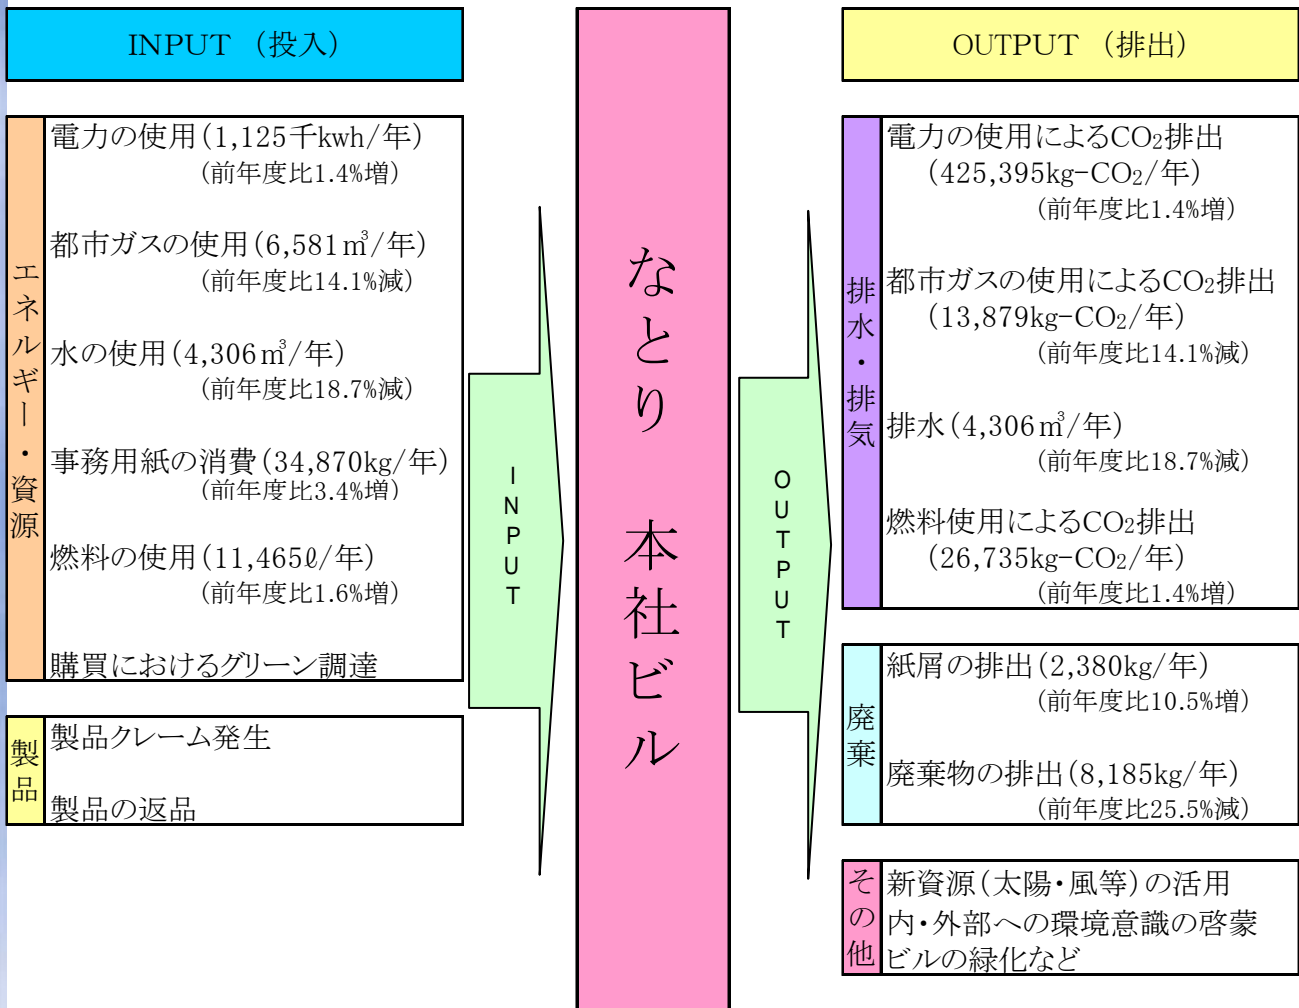 INPUT （投入）
エネルギー・資源
電力の使用（1,125千kwh/年）
（前年度比1.4%増）
都市ガスの使用（6,581㎥/年）
（前年度比14.1%減）
水の使用（4,306㎥/年）
（前年度比18.7%減）
事務用紙の消費（34,870kg/年）
（前年度比3.4%増）
燃料の使用（11,465ℓ/年）
（前年度比1.6%増）
購買におけるグリーン調達
製品
製品クレーム発生
製品の返品
INPUT
なとり 本社ビル
OUTPUT
OUTPUT （排出）
排水・排気
電力の使用によるCO₂排出
（425,395kg-CO₂/年）
（前年度比1.4%増）
都市ガスの使用によるCO₂排出
（13,879kg-CO₂/年）
（前年度比14.1%減）
排水（4,306㎥/年）
（前年度比18.7%減）
燃料使用によるCO₂排出
（26,735kg-CO₂/年）
（前年度比1.4%増）
廃棄
紙屑の排出（2,380kg/年）
（前年度比10.5%増）
廃棄物の排出（8,185kg/年）
（前年度比25.5%減）
その他
新資源（太陽・風等）の活用
内・外部への環境意識の啓蒙
ビルの緑化など